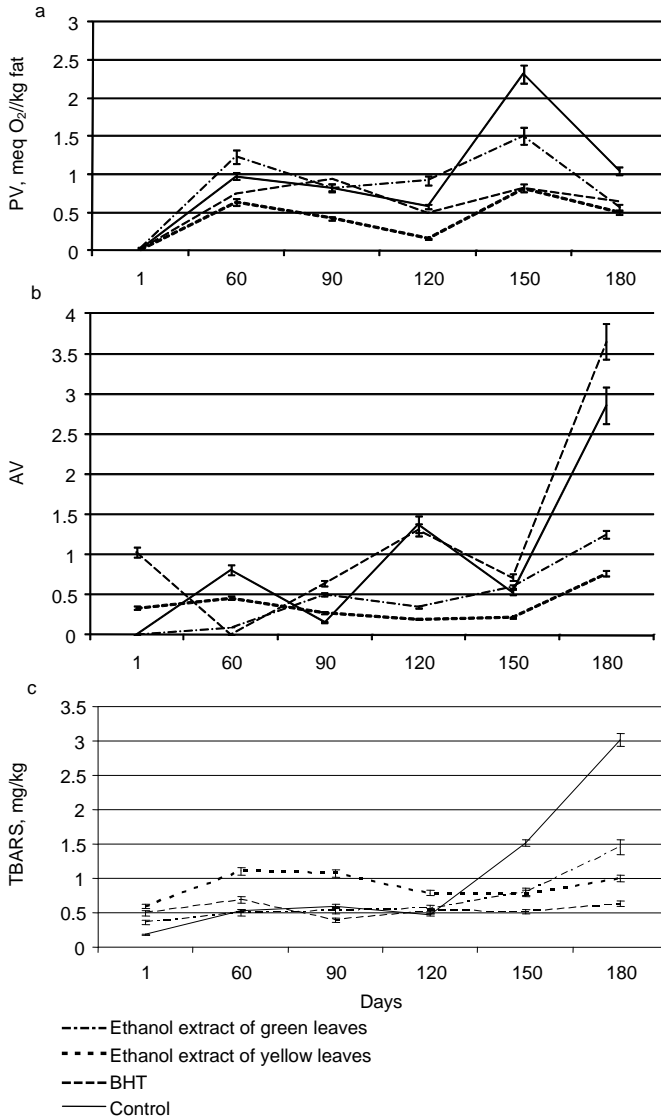 a
PV, meq O₂//kg fat
3
2.5
2
1.5
1
0.5
0
1 60 90 120 150 180
b
AV
4
3.5
3
2.5
2
1.5
1
0.5
0
1 60 90 120 150 180
c
TBARS, mg/kg
3.5
3
2.5
2
1.5
1
0.5
0
1 60 90 120 150 180
Days
Ethanol extract of green leaves
Ethanol extract of yellow leaves
BHT
Control